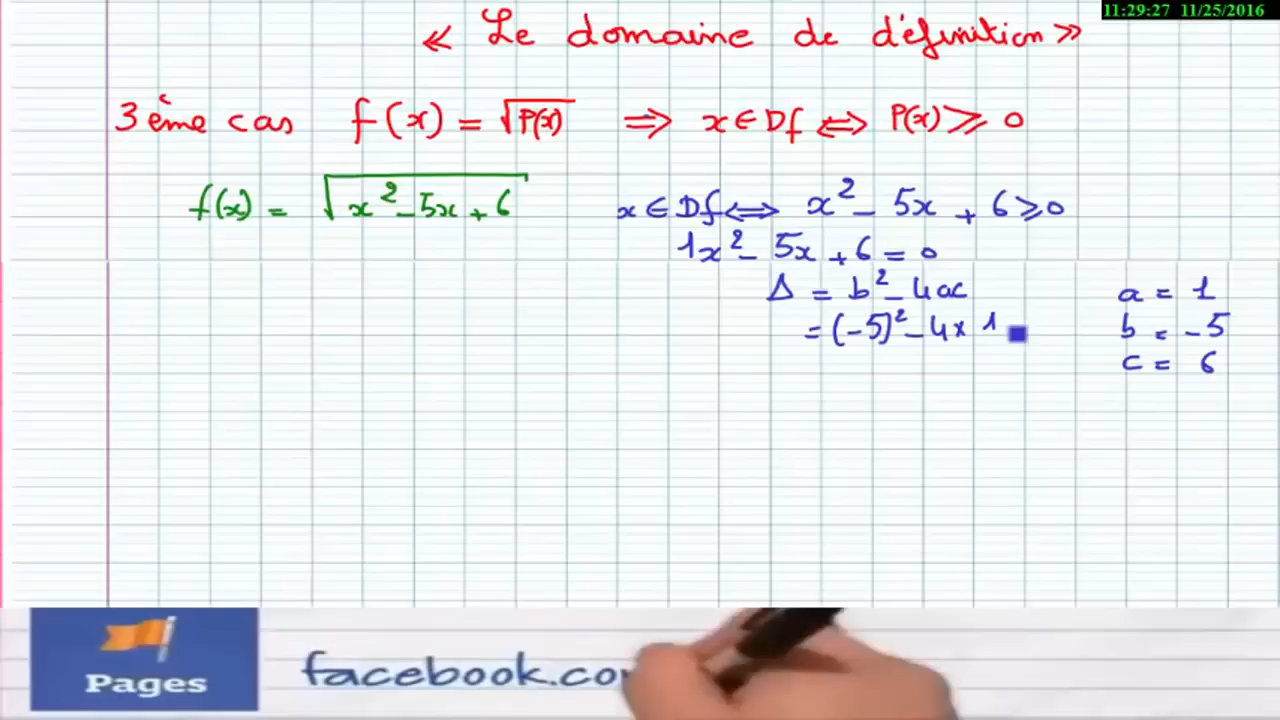 11:29:27 11/25/2016
« Le domaine de définition »
3ème cas f(x) = √P(x) ⇒ x ∈ Df ⇔ P(x) ≥ 0
f(x) = √x² - 5x + 6 x ∈ Df ⇔ x² - 5x + 6 ≥ 0
1x² - 5x + 6 = 0
Δ = b² - 4ac a = 1
= (-5)² - 4 × 1 b = -5
c = 6
Pages facebook.co